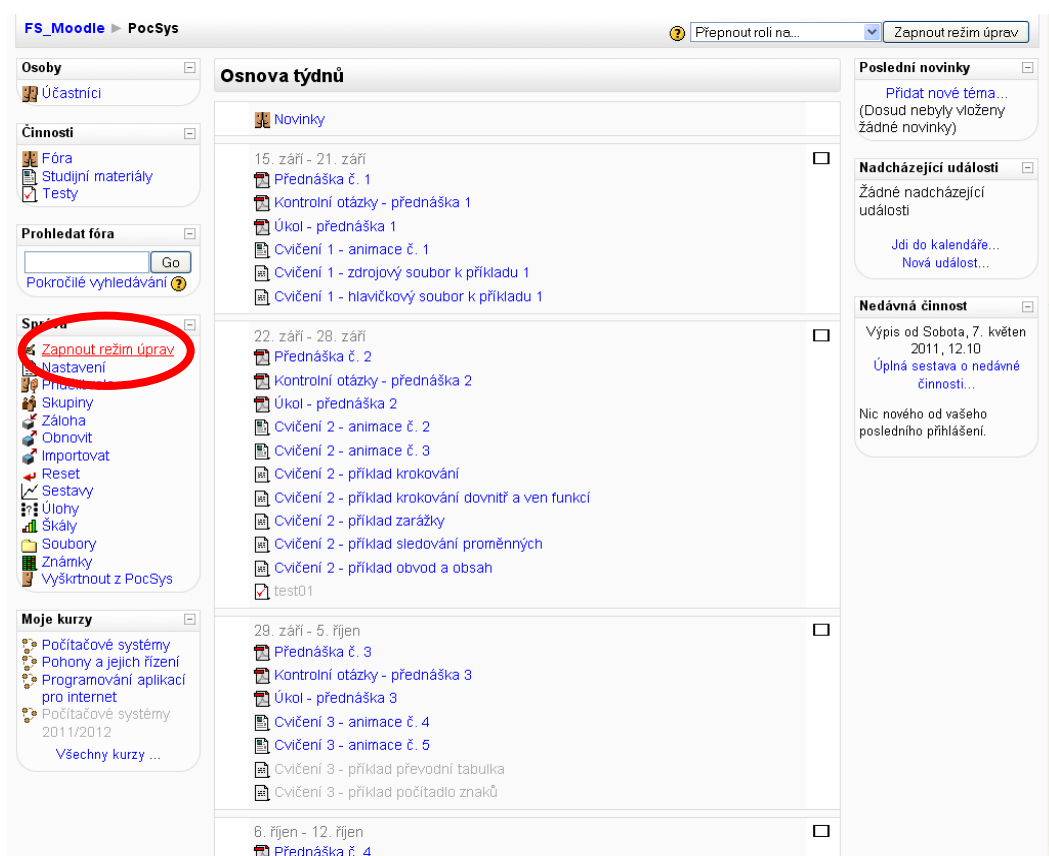 FS_Moodle ► PocSys
Přepnout roli na...
Zapnout režim úprav
Osoby
Účastníci
Činnosti
Fóra
Studijní materiály
Testy
Prohledat fóra
Go
Pokročilé vyhledávání
Správa
Zapnout režim úprav
Nastavení
Skupiny
Záloha
Obnovit
Importovat
Reset
Sestavy
Úlohy
Škály
Soubory
Známky
Vyškrtnout z PocSys
Moje kurzy
Počítačové systémy
Pohony a jejich řízení
Programování aplikací
pro internet
Počítačové systémy
2011/2012
Všechny kurzy ...
Osnova týdnů
Novinky
15. září - 21. září
Přednáška č. 1
Kontrolní otázky - přednáška 1
Úkol - přednáška 1
Cvičení 1 - animace č. 1
Cvičení 1 - zdrojový soubor k příkladu 1
Cvičení 1 - hlavičkový soubor k příkladu 1
22. září - 28. září
Přednáška č. 2
Kontrolní otázky - přednáška 2
Úkol - přednáška 2
Cvičení 2 - animace č. 2
Cvičení 2 - animace č. 3
Cvičení 2 - příklad krokování
Cvičení 2 - příklad krokování dovnitř a ven funkcí
Cvičení 2 - příklad zarážky
Cvičení 2 - příklad sledování proměnných
Cvičení 2 - příklad obvod a obsah
test01
29. září - 5. říjen
Přednáška č. 3
Kontrolní otázky - přednáška 3
Úkol - přednáška 3
Cvičení 3 - animace č. 4
Cvičení 3 - animace č. 5
Cvičení 3 - příklad převodní tabulka
Cvičení 3 - příklad počítadlo znaků
6. říjen - 12. říjen
Přednáška č. 4
Poslední novinky
Přidat nové téma...
(Dosud nebyly vloženy
žádné novinky)
Nadcházející události
Žádné nadcházející
události
Jdi do kalendáře...
Nová událost...
Nedávná činnost
Výpis od Sobota, 7. květen
2011, 12.10
Úplná sestava o nedávné
činnosti...
Nic nového od vašeho
posledního přihlášení.